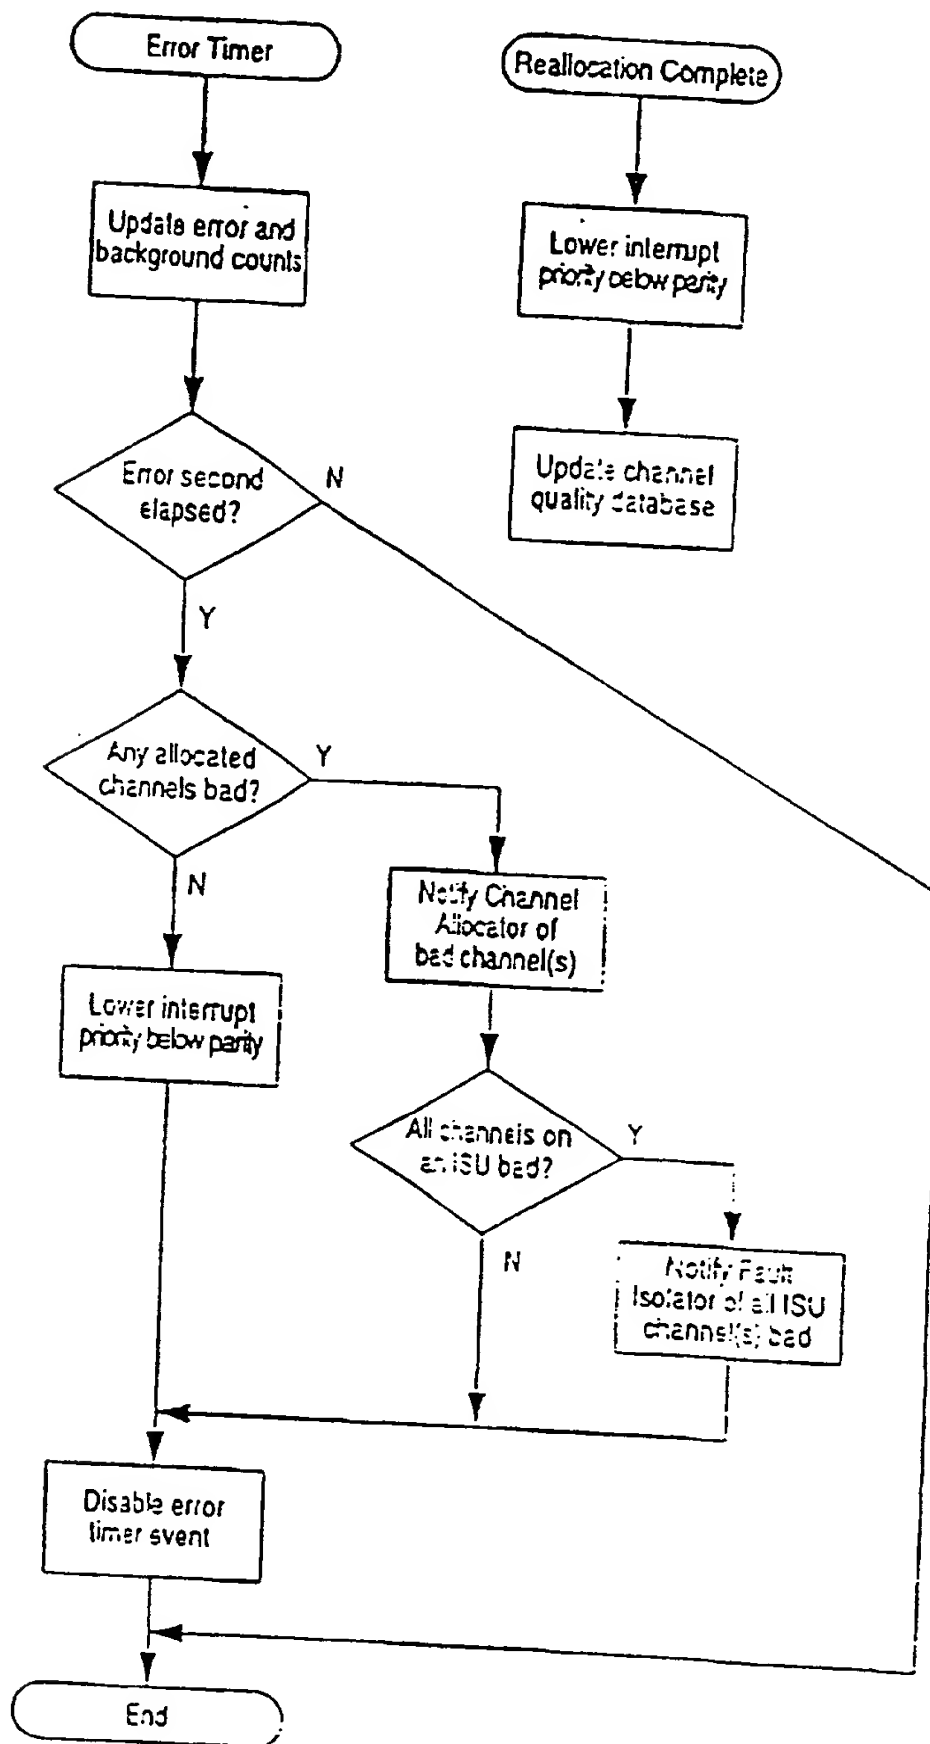 Error Timer
Reallocation Complete
Update error and
background counts
Lower interrupt
priority below parity
Error second
elapsed?
N
Update channel
quality database
Y
Any allocated
channels bad?
Y
N
Notify Channel
Allocator of
bad channel(s)
Lower interrupt
priority below parity
All channels on
an ISU bad?
Y
N
Notify Fault
Isolator of all ISU
channel(s) bad
Disable error
timer event
End